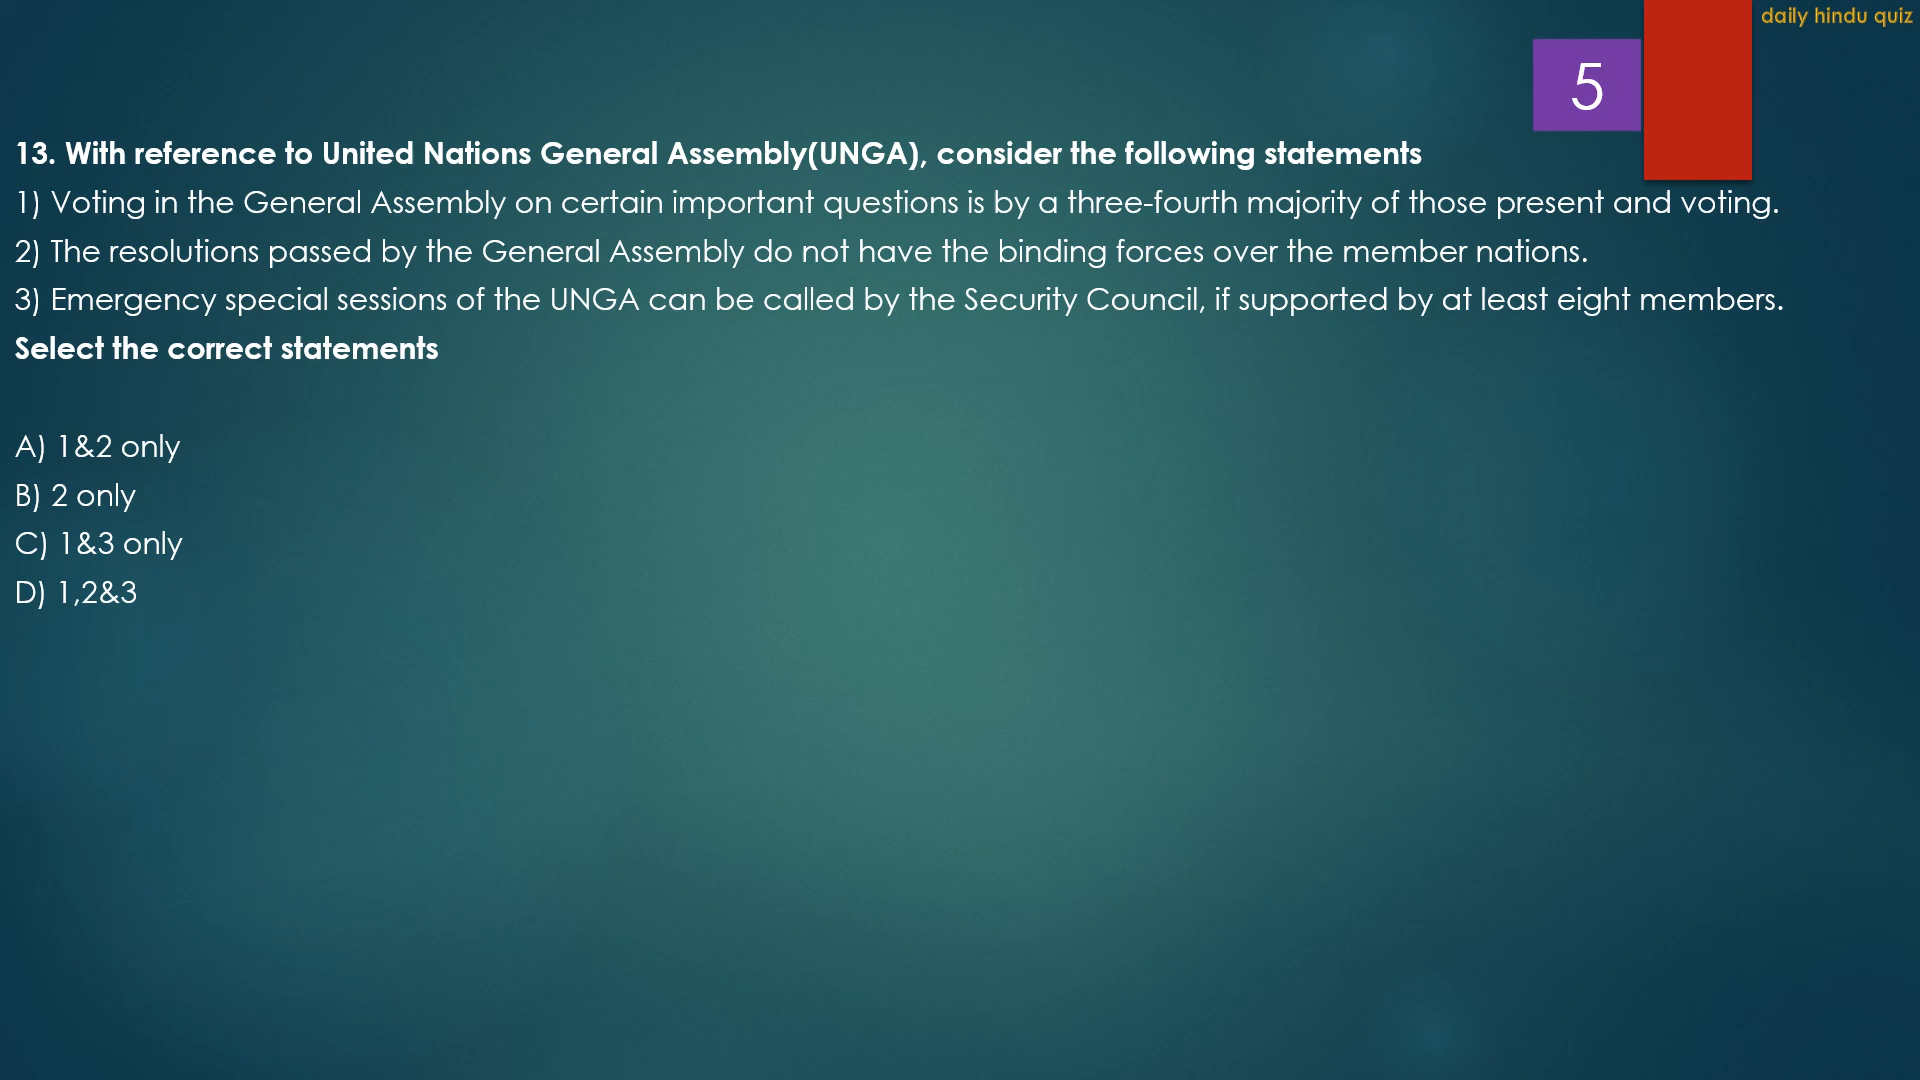 daily hindu quiz
5
13. With reference to United Nations General Assembly(UNGA), consider the following statements
1) Voting in the General Assembly on certain important questions is by a three-fourth majority of those present and voting.
2) The resolutions passed by the General Assembly do not have the binding forces over the member nations.
3) Emergency special sessions of the UNGA can be called by the Security Council, if supported by at least eight members.
Select the correct statements
A) 1&2 only
B) 2 only
C) 1&3 only
D) 1,2&3